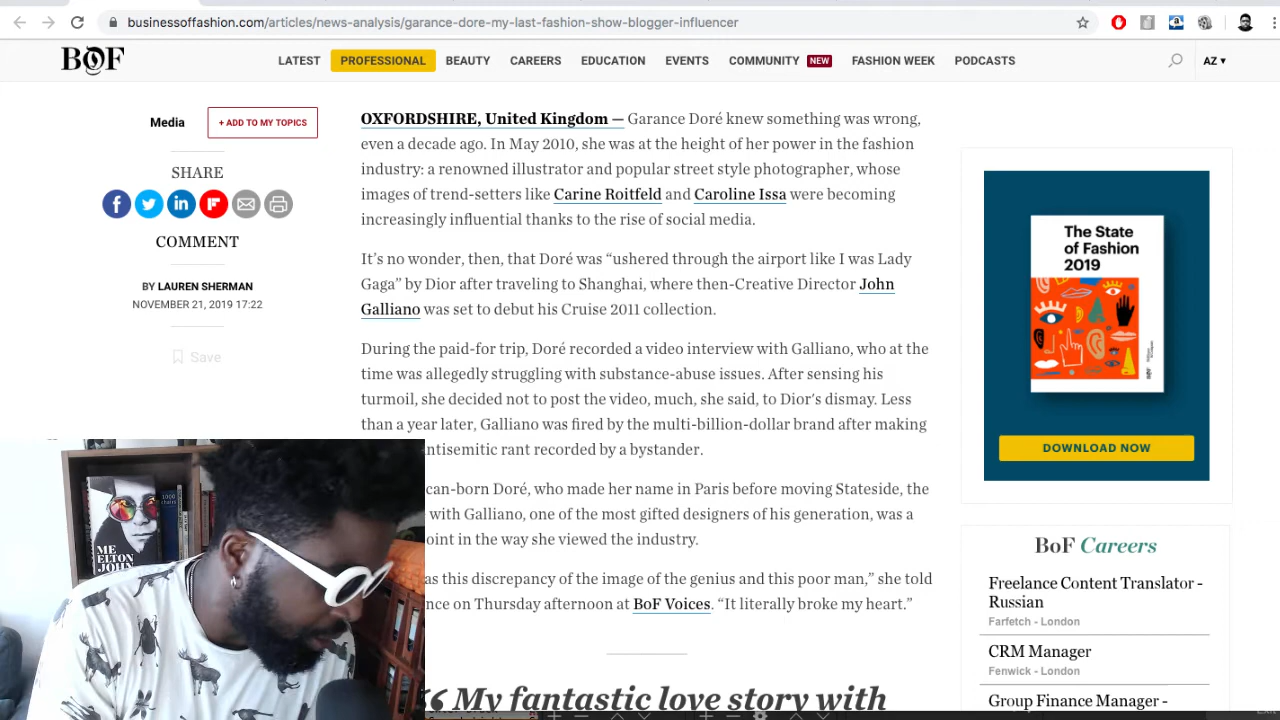 businessoffashion.com/articles/news-analysis/garance-dore-my-last-fashion-show-blogger-influencer
BOF
LATEST PROFESSIONAL BEAUTY CAREERS EDUCATION EVENTS COMMUNITY NEW FASHION WEEK PODCASTS AZ ▾
Media
+ ADD TO MY TOPICS
SHARE
COMMENT
BY LAUREN SHERMAN
NOVEMBER 21, 2019 17:22
Save
OXFORDSHIRE, United Kingdom — Garance Doré knew something was wrong,
even a decade ago. In May 2010, she was at the height of her power in the fashion
industry: a renowned illustrator and popular street style photographer, whose
images of trend-setters like Carine Roitfeld and Caroline Issa were becoming
increasingly influential thanks to the rise of social media.
It’s no wonder, then, that Doré was “ushered through the airport like I was Lady
Gaga” by Dior after traveling to Shanghai, where then-Creative Director John
Galliano was set to debut his Cruise 2011 collection.
During the paid-for trip, Doré recorded a video interview with Galliano, who at the
time was allegedly struggling with substance-abuse issues. After sensing his
turmoil, she decided not to post the video, much, she said, to Dior’s dismay. Less
than a year later, Galliano was fired by the multi-billion-dollar brand after making
ntisemitic rant recorded by a bystander.
can-born Doré, who made her name in Paris before moving Stateside, the
with Galliano, one of the most gifted designers of his generation, was a
oint in the way she viewed the industry.
as this discrepancy of the image of the genius and this poor man,” she told
nce on Thursday afternoon at BoF Voices. “It literally broke my heart.”
“ My fantastic love story with
The State
of Fashion
2019
DOWNLOAD NOW
BoF Careers
Freelance Content Translator -
Russian
Farfetch - London
CRM Manager
Fenwick - London
Group Finance Manager -
ME
ELTON
JOHN
1000